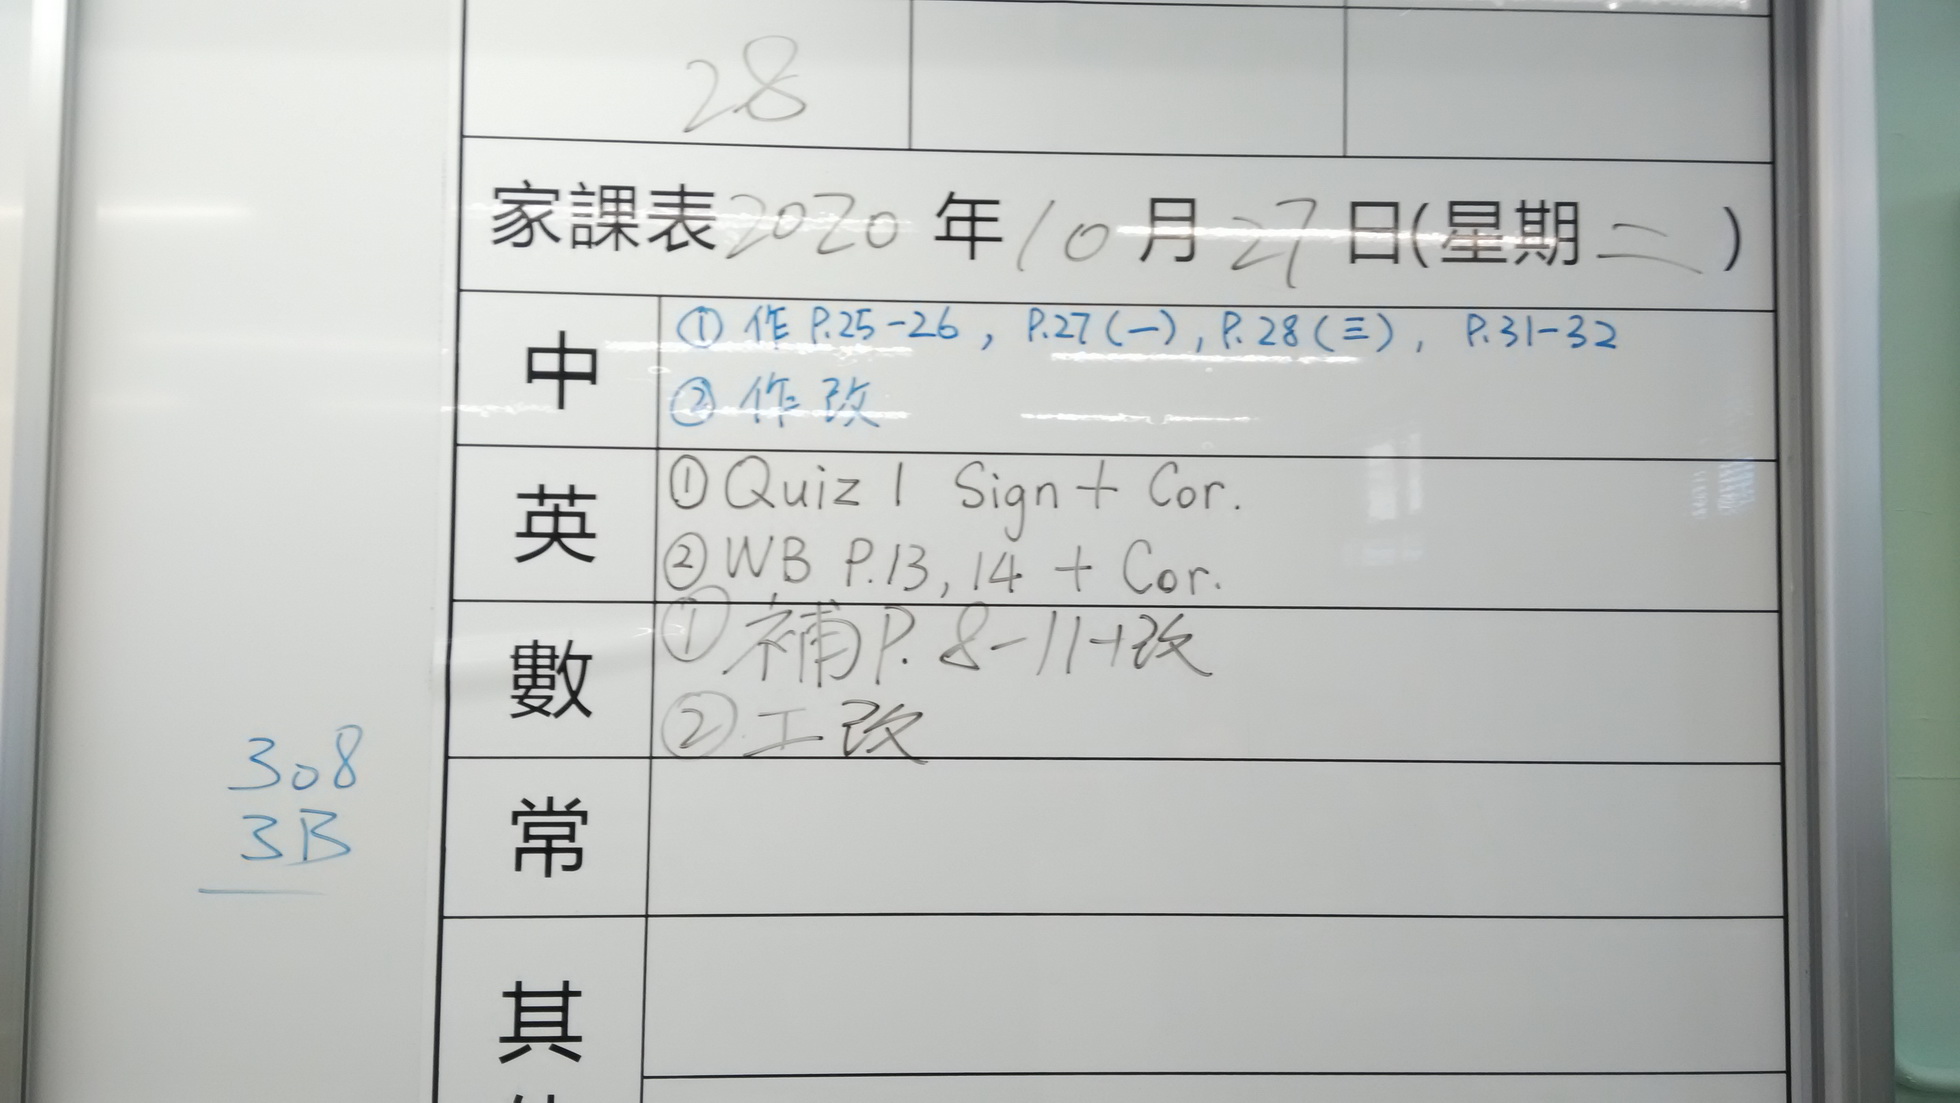 28
家課表2020年10月27日(星期二)
中
① 作 P.25-26, P.27(一), P.28(三), P.31-32
② 作改
英
① Quiz 1 Sign + Cor.
② WB P.13, 14 + Cor.
數
① 補P.8-11+改
② 工改
308
3B
常
其